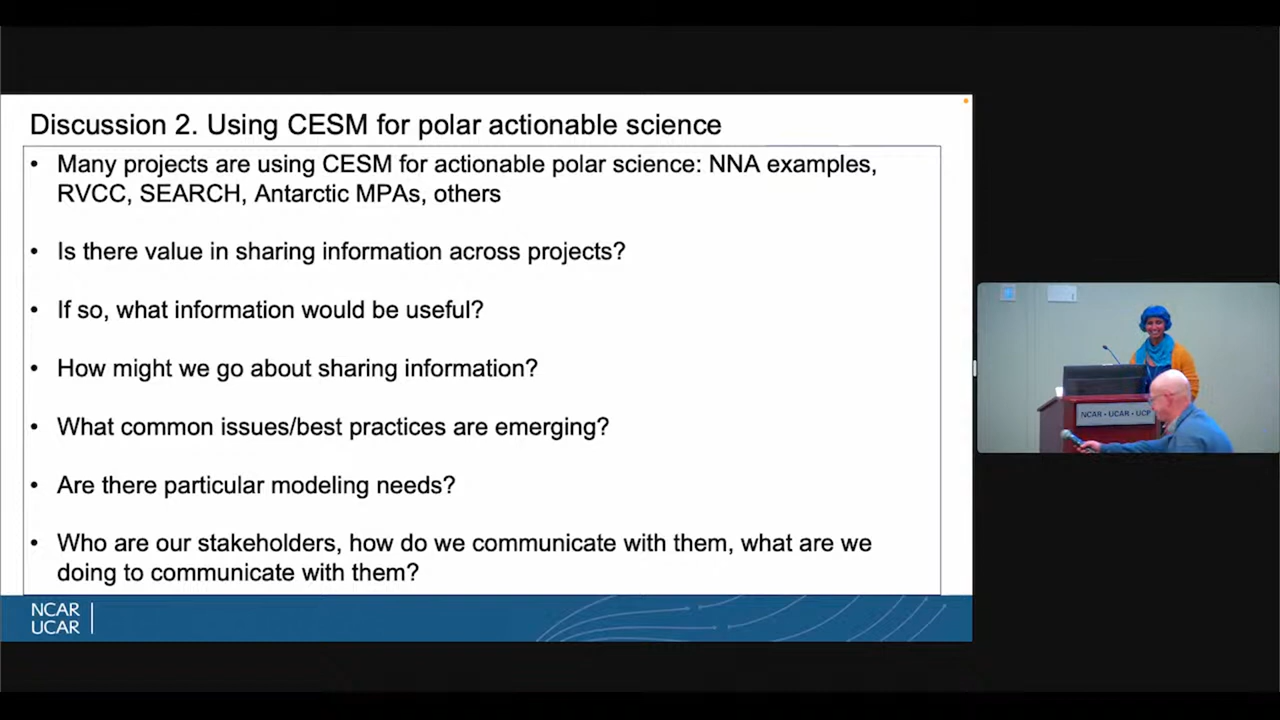 Discussion 2. Using CESM for polar actionable science
• Many projects are using CESM for actionable polar science: NNA examples,
RVCC, SEARCH, Antarctic MPAs, others
• Is there value in sharing information across projects?
• If so, what information would be useful?
• How might we go about sharing information?
• What common issues/best practices are emerging?
• Are there particular modeling needs?
• Who are our stakeholders, how do we communicate with them, what are we
doing to communicate with them?
NCAR
UCAR
NCAR • UCAR • UCP